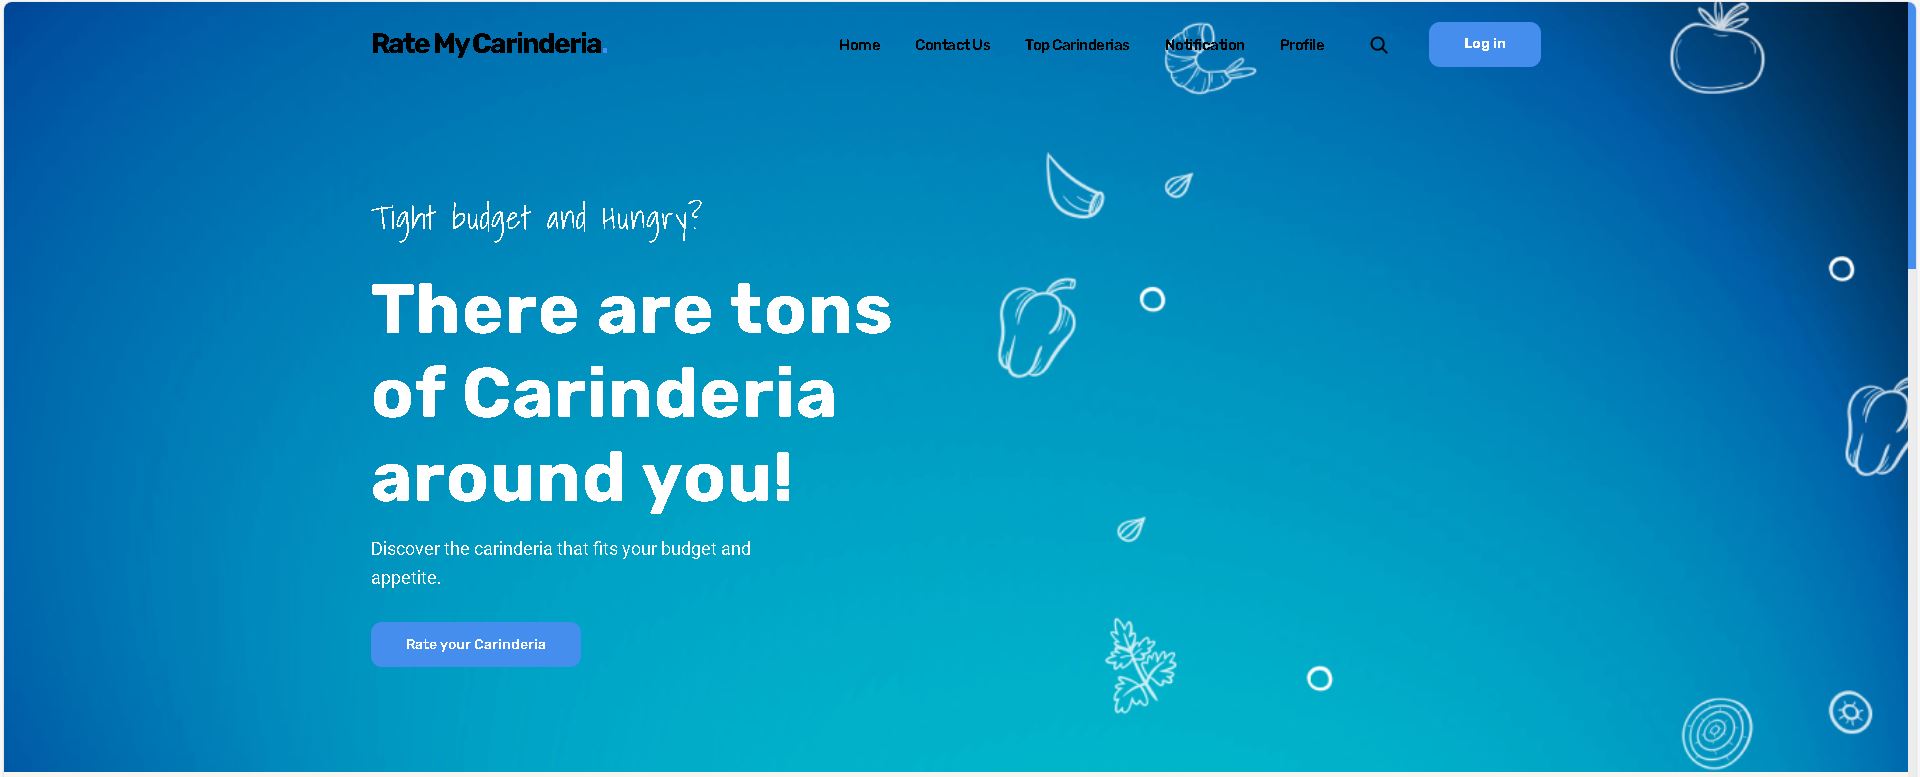 Rate My Carinderia.
Home Contact Us Top Carinderias Notification Profile Log in
Tight budget and Hungry?
There are tons
of Carinderia
around you!
Discover the carinderia that fits your budget and
appetite.
Rate your Carinderia